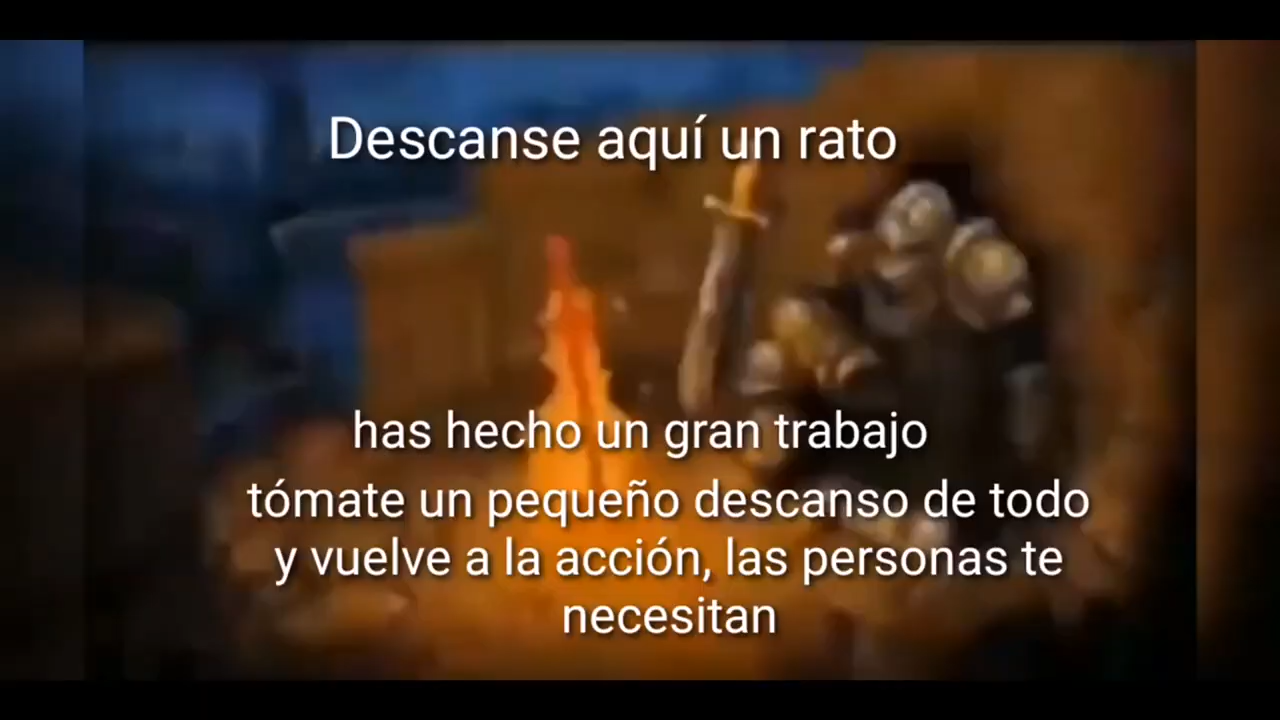 Descanse aquí un rato
has hecho un gran trabajo
tómate un pequeño descanso de todo
y vuelve a la acción, las personas te
necesitan